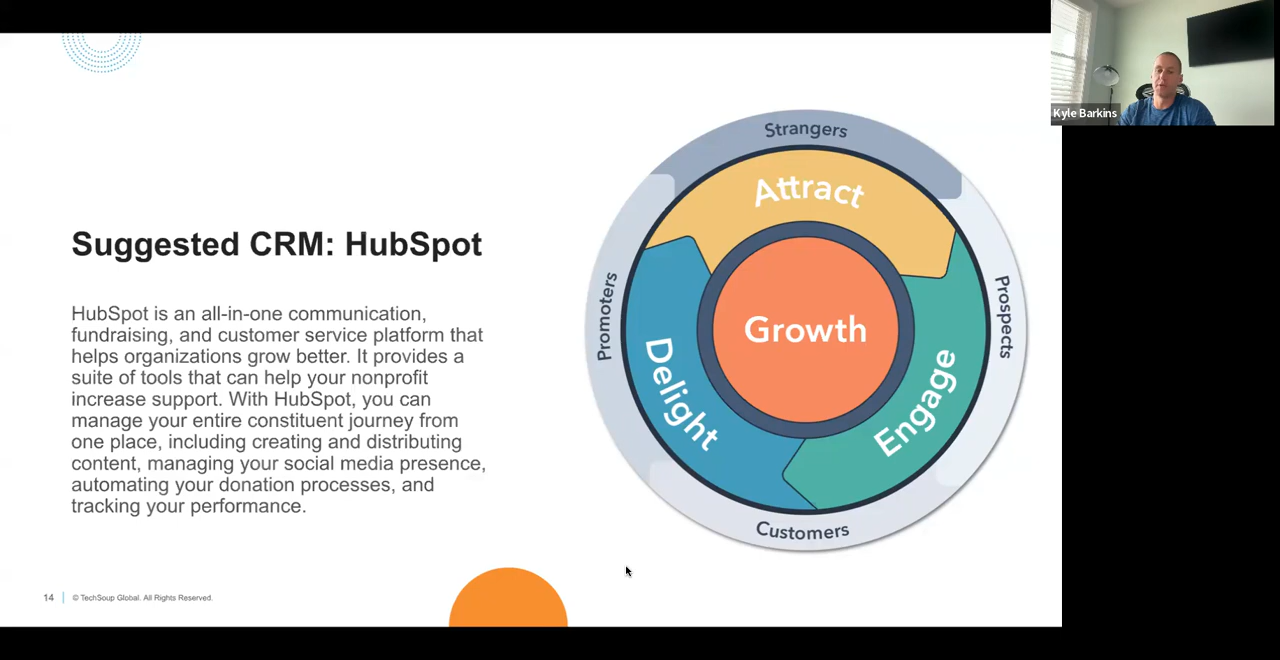 Kyle Barkins
Suggested CRM: HubSpot
HubSpot is an all-in-one communication,
fundraising, and customer service platform that
helps organizations grow better. It provides a
suite of tools that can help your nonprofit
increase support. With HubSpot, you can
manage your entire constituent journey from
one place, including creating and distributing
content, managing your social media presence,
automating your donation processes, and
tracking your performance.
Strangers
Attract
Prospects
Engage
Customers
Delight
Promoters
Growth
14
© TechSoup Global. All Rights Reserved.